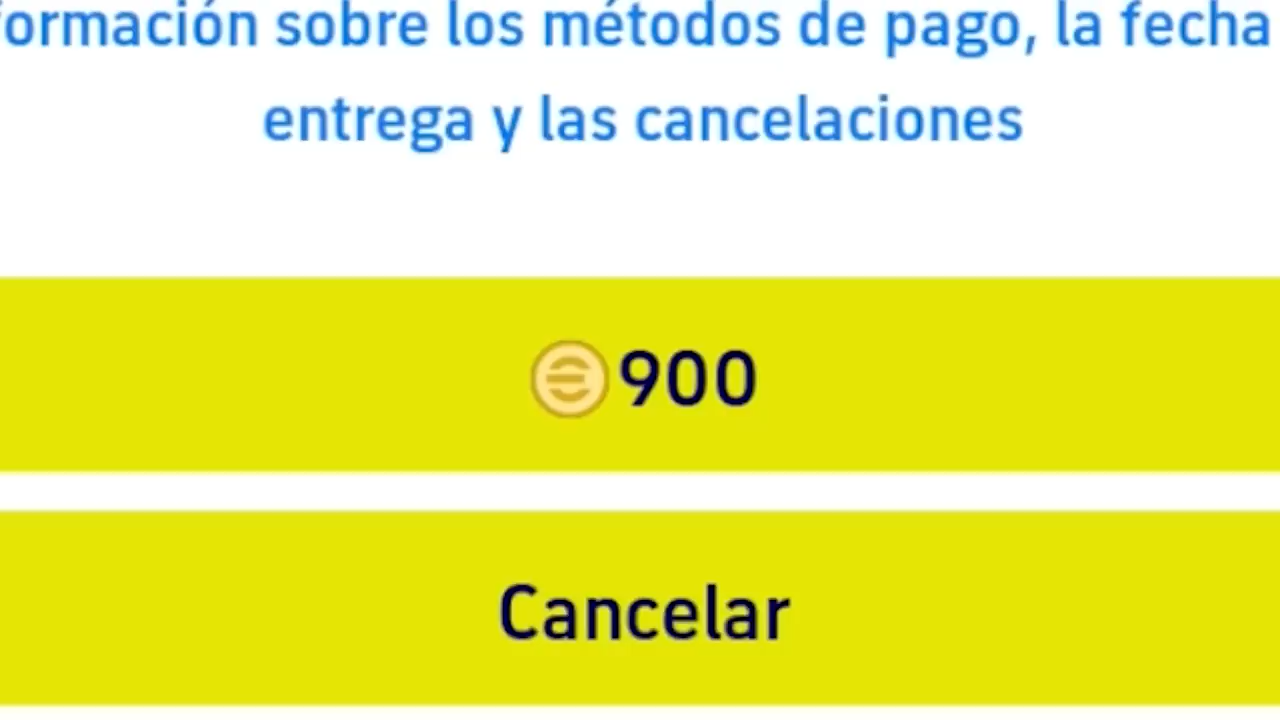 formación sobre los métodos de pago, la fecha
entrega y las cancelaciones
900
Cancelar